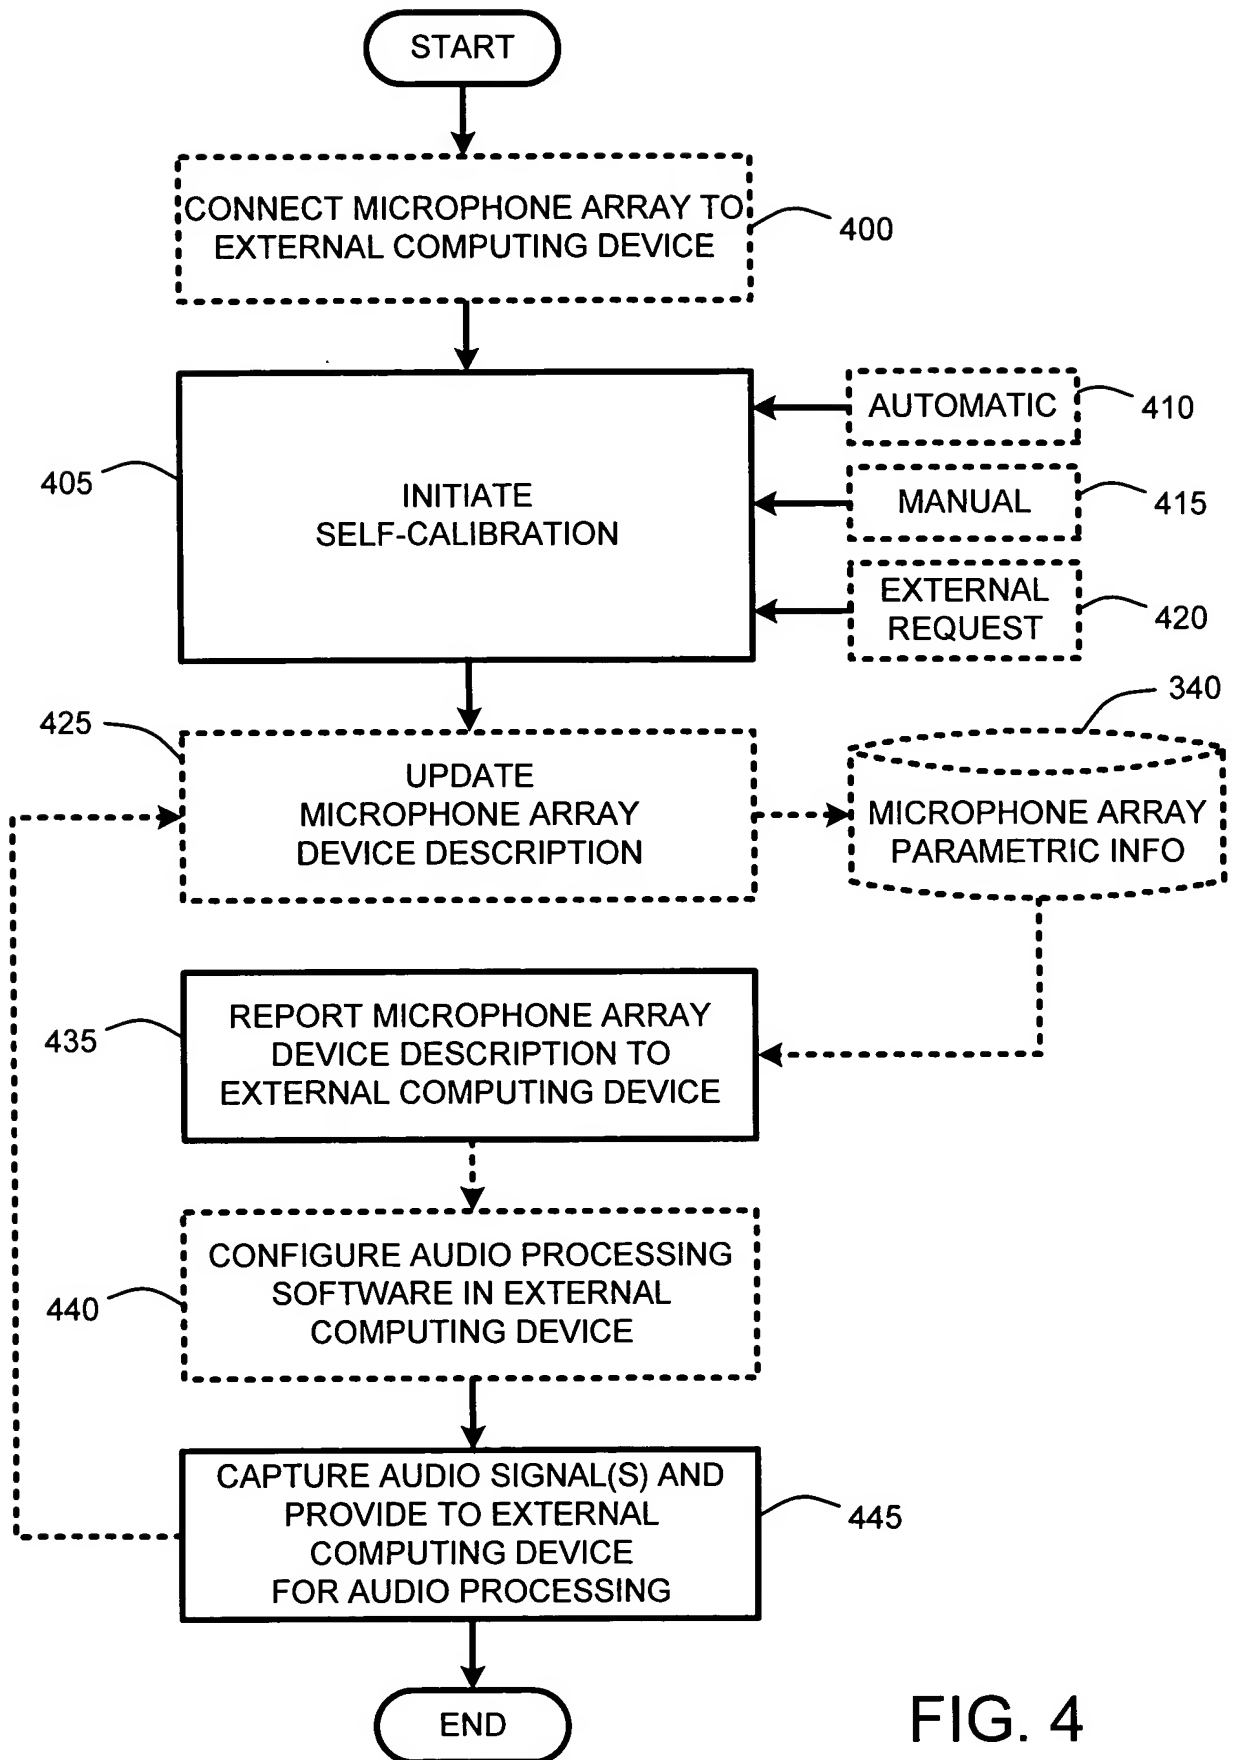 START
CONNECT MICROPHONE ARRAY TO
EXTERNAL COMPUTING DEVICE
400
INITIATE
SELF-CALIBRATION
405
AUTOMATIC
410
MANUAL
415
EXTERNAL
REQUEST
420
425
UPDATE
MICROPHONE ARRAY
DEVICE DESCRIPTION
340
MICROPHONE ARRAY
PARAMETRIC INFO
435
REPORT MICROPHONE ARRAY
DEVICE DESCRIPTION TO
EXTERNAL COMPUTING DEVICE
440
CONFIGURE AUDIO PROCESSING
SOFTWARE IN EXTERNAL
COMPUTING DEVICE
CAPTURE AUDIO SIGNAL(S) AND
PROVIDE TO EXTERNAL
COMPUTING DEVICE
FOR AUDIO PROCESSING
445
END
FIG. 4